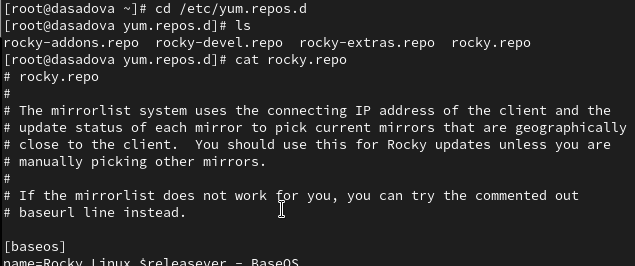 [root@dasadova ~]# cd /etc/yum.repos.d
[root@dasadova yum.repos.d]# ls
rocky-addons.repo  rocky-devel.repo  rocky-extras.repo  rocky.repo
[root@dasadova yum.repos.d]# cat rocky.repo
# rocky.repo
#
# The mirrorlist system uses the connecting IP address of the client and the
# update status of each mirror to pick current mirrors that are geographically
# close to the client.  You should use this for Rocky updates unless you are
# manually picking other mirrors.
#
# If the mirrorlist does not work for you, you can try the commented out
# baseurl line instead.
[baseos]
name=Rocky Linux $releasever - BaseOS